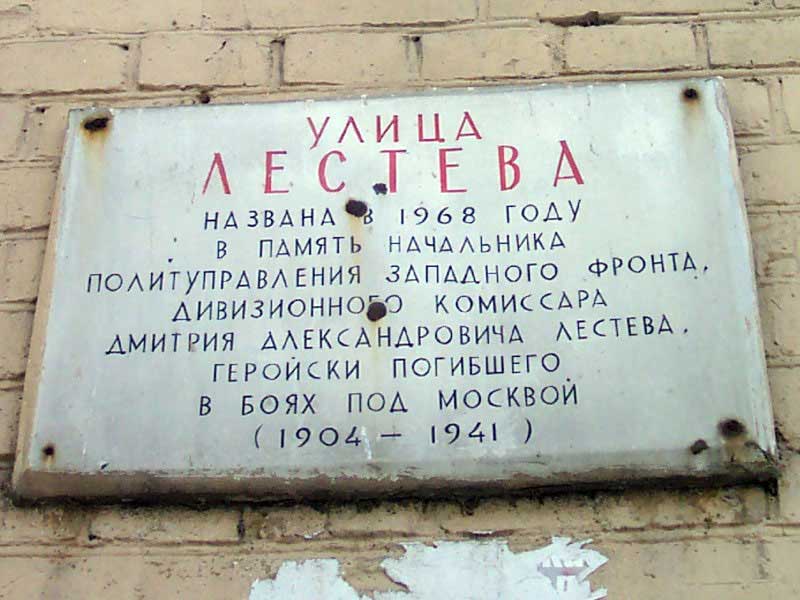 УЛИЦА
ЛЕСТЕВА
НАЗВАНА В 1968 ГОДУ
В ПАМЯТЬ НАЧАЛЬНИКА
ПОЛИТУПРАВЛЕНИЯ ЗАПАДНОГО ФРОНТА,
ДИВИЗИОННОГО КОМИССАРА
ДМИТРИЯ АЛЕКСАНДРОВИЧА ЛЕСТЕВА,
ГЕРОЙСКИ ПОГИБШЕГО
В БОЯХ ПОД МОСКВОЙ
(1904 — 1941)